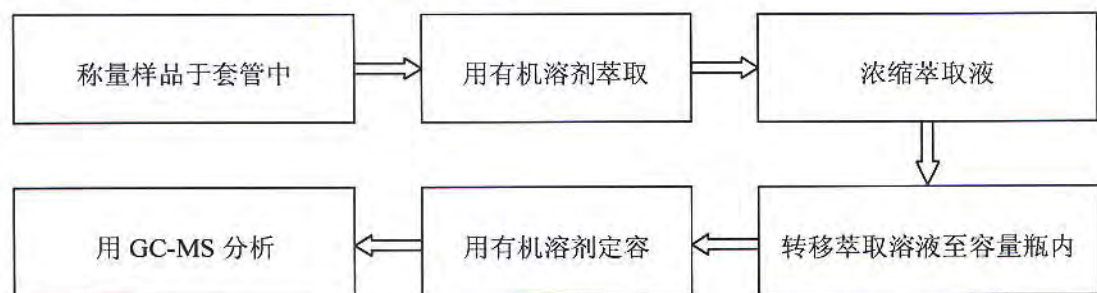 称量样品于套管中
用有机溶剂萃取
浓缩萃取液
转移萃取溶液至容量瓶内
用有机溶剂定容
用 GC-MS 分析